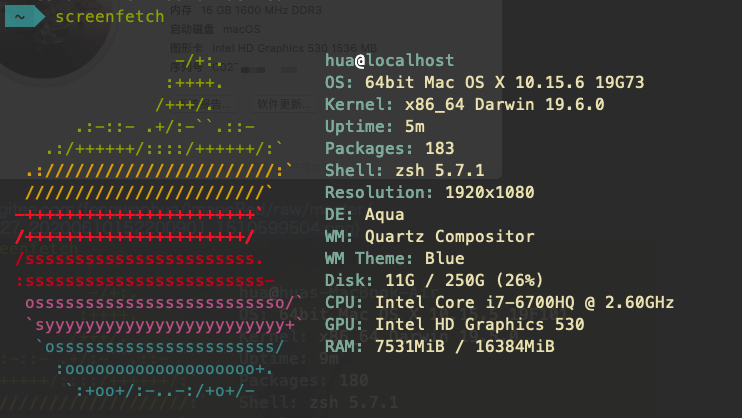 ~ screenfetch
内存 16 GB 1600 MHz DDR3
启动磁盘 macOS
图形卡 Intel HD Graphics 530 1536 MB
软件更新...
hua@localhost
OS: 64bit Mac OS X 10.15.6 19G73
Kernel: x86_64 Darwin 19.6.0
Uptime: 5m
Packages: 183
Shell: zsh 5.7.1
Resolution: 1920x1080
DE: Aqua
WM: Quartz Compositor
WM Theme: Blue
Disk: 11G / 250G (26%)
CPU: Intel Core i7-6700HQ @ 2.60GHz
GPU: Intel HD Graphics 530
RAM: 7531MiB / 16384MiB
Uptime: 9m
Packages: 180
Shell: zsh 5.7.1